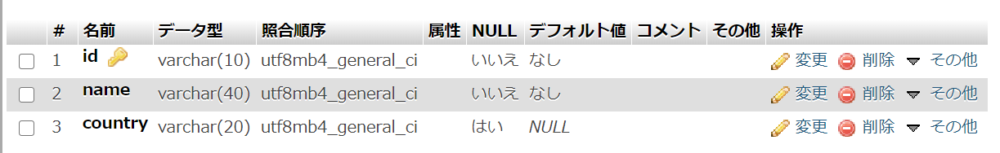 # 名前 データ型 照合順序 属性 NULL デフォルト値 コメント その他 操作
1 id varchar(10) utf8mb4_general_ci いいえ なし 変更 削除 その他
2 name varchar(40) utf8mb4_general_ci いいえ なし 変更 削除 その他
3 country varchar(20) utf8mb4_general_ci はい NULL 変更 削除 その他